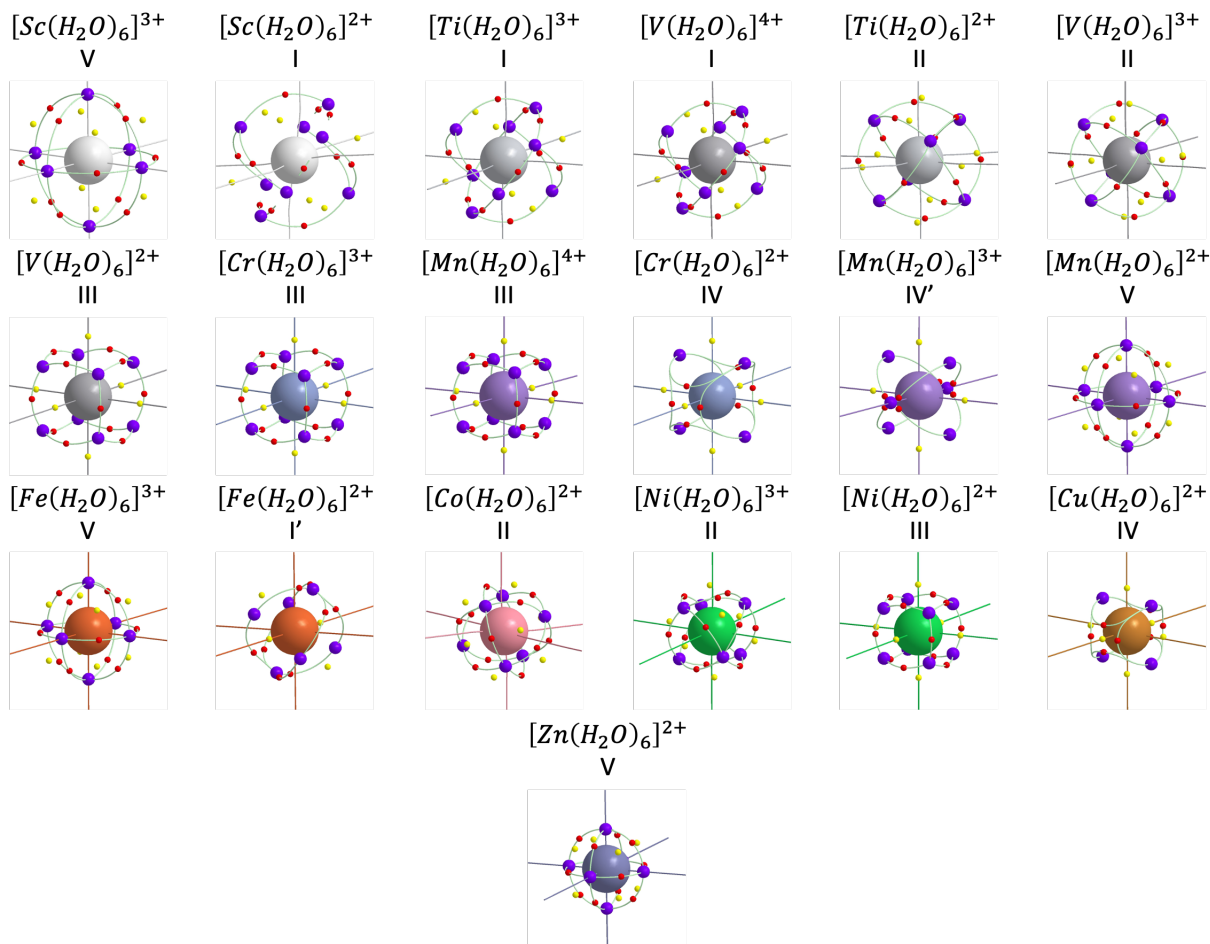 [Sc(H₂O)₆]³⁺ [Sc(H₂O)₆]²⁺ [Ti(H₂O)₆]³⁺ [V(H₂O)₆]⁴⁺ [Ti(H₂O)₆]²⁺ [V(H₂O)₆]³⁺
V I I I II II
[V(H₂O)₆]²⁺ [Cr(H₂O)₆]³⁺ [Mn(H₂O)₆]⁴⁺ [Cr(H₂O)₆]²⁺ [Mn(H₂O)₆]³⁺ [Mn(H₂O)₆]²⁺
III III III IV IV’ V
[Fe(H₂O)₆]³⁺ [Fe(H₂O)₆]²⁺ [Co(H₂O)₆]²⁺ [Ni(H₂O)₆]³⁺ [Ni(H₂O)₆]²⁺ [Cu(H₂O)₆]²⁺
V I’ II II III IV
[Zn(H₂O)₆]²⁺
V